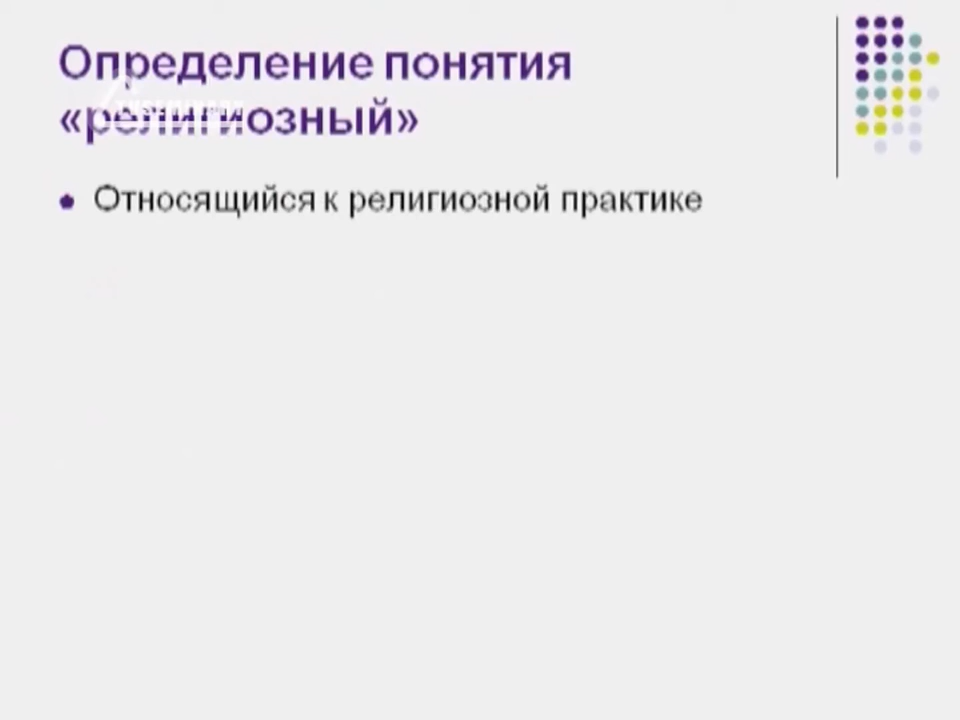 Определение понятия
«религиозный»
Относящийся к религиозной практике